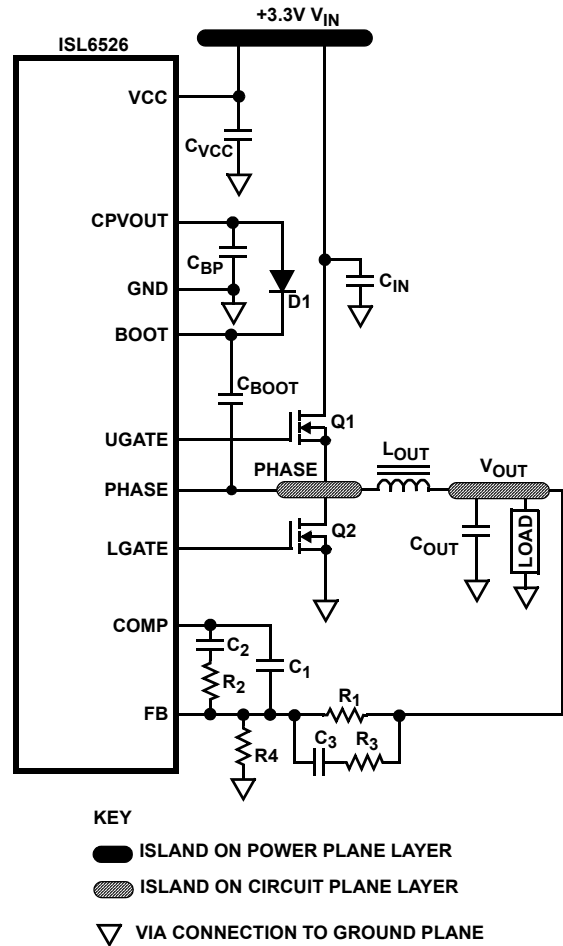 +3.3V VIN
ISL6526
VCC
CVCC
CPVOUT
CBP
GND
D1
CIN
BOOT
CBOOT
Q1
UGATE
LOUT
PHASE
PHASE
VOUT
Q2
COUT
LOAD
LGATE
COMP
C2
C1
R2
R1
FB
C3
R3
R4
KEY
ISLAND ON POWER PLANE LAYER
ISLAND ON CIRCUIT PLANE LAYER
VIA CONNECTION TO GROUND PLANE